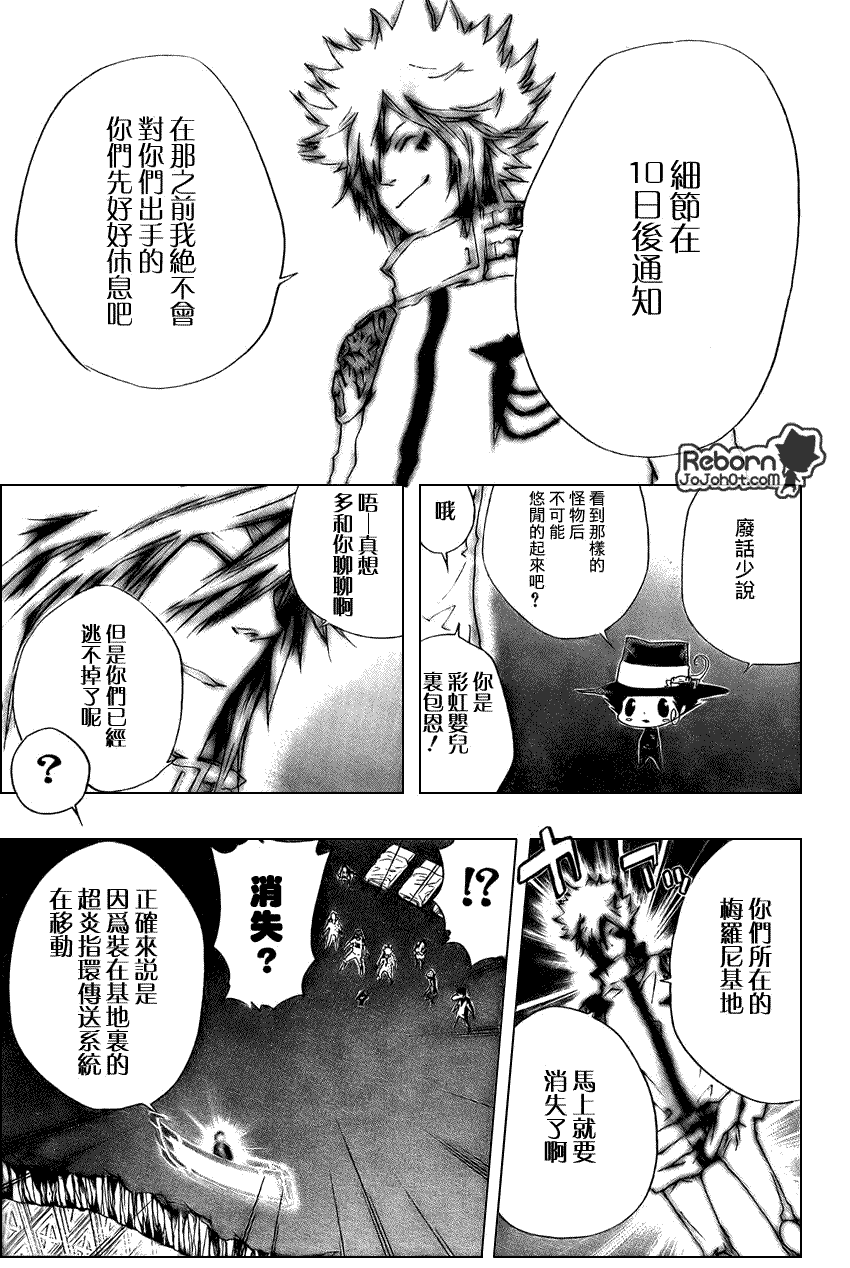 細節在
10日後通知
在那之前我絕不會
對你們出手的
你們先好好休息吧
Reborn
JoJoHOt.com
廢話少說
看到那樣的
怪物后
不可能
悠閒的起來吧？
哦
你是
彩虹嬰兒
裏包恩！
唔—真想
多和你聊聊啊
但是你們已經
逃不掉了呢
？
你們所在的
梅羅尼基地
馬上就要
消失了啊
!?
消失？
正確來說是
因爲裝在基地裏的
超炎指環傳送系統
在移動